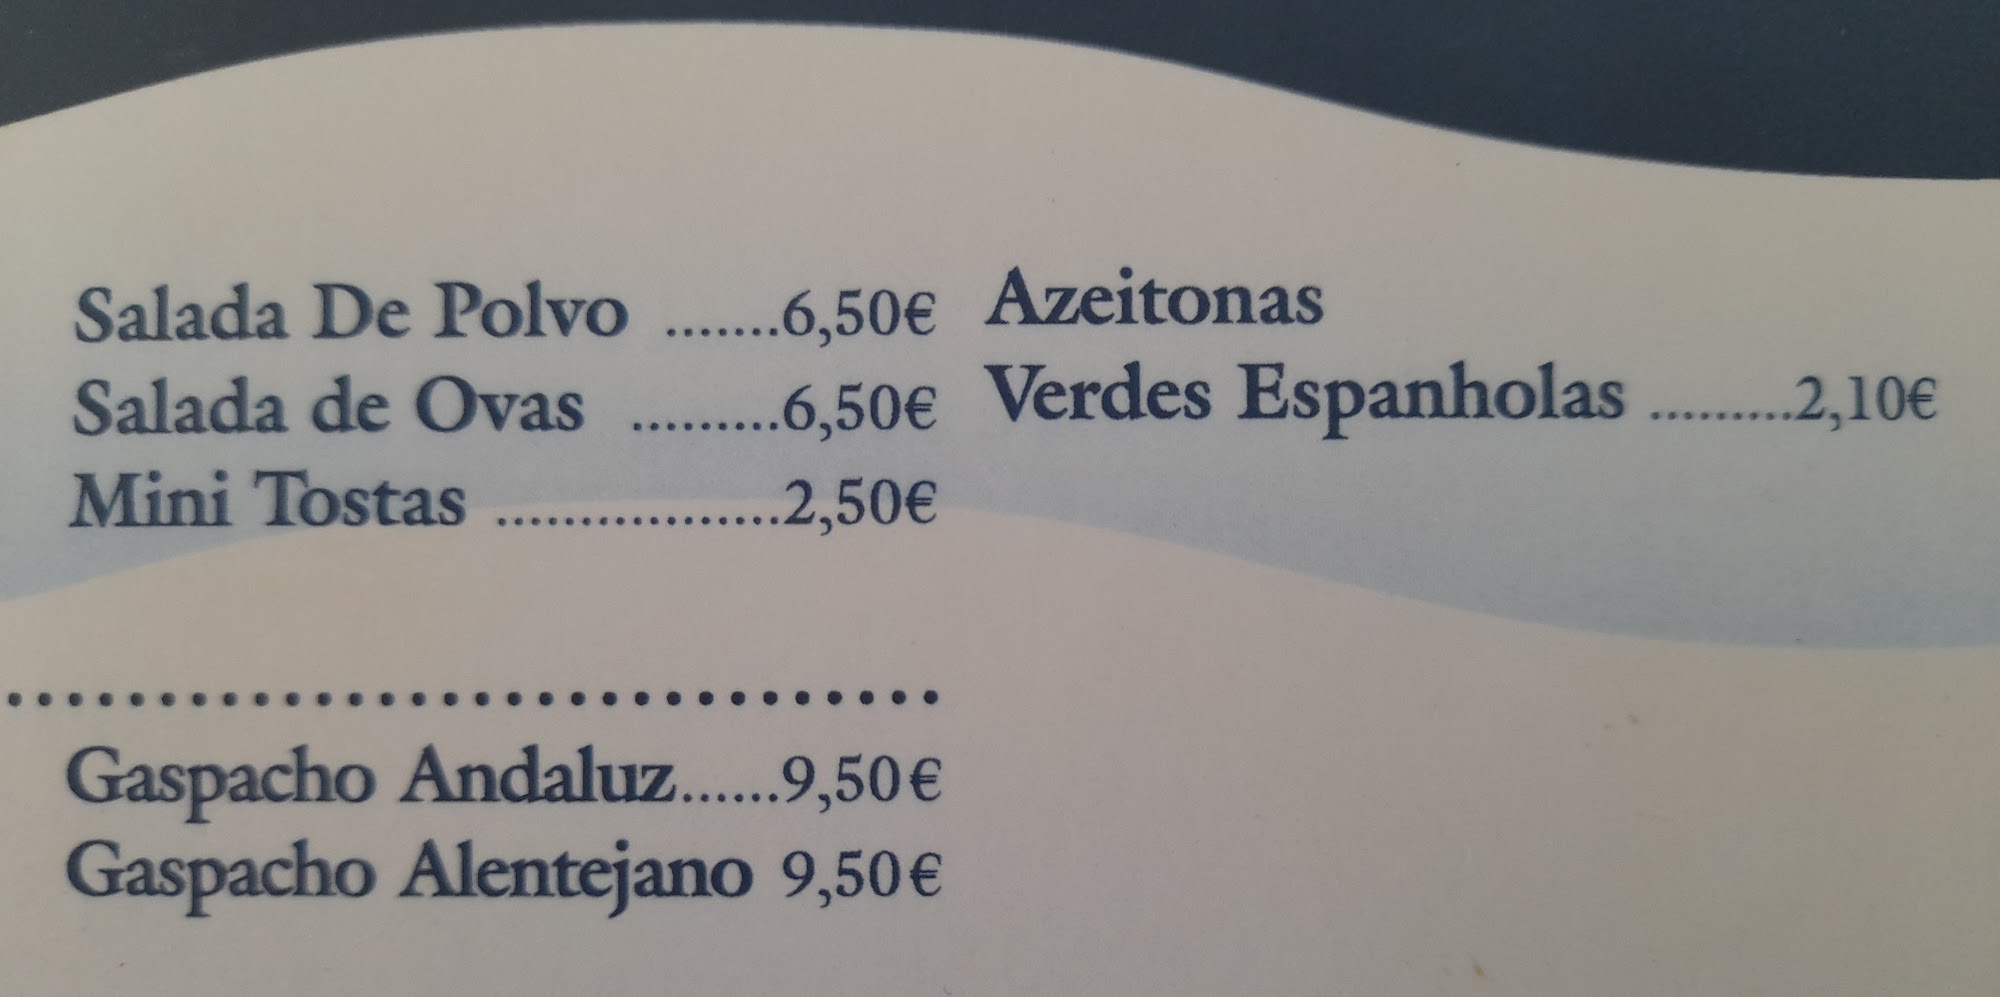 Salada De Polvo .......6,50€
Salada de Ovas .........6,50€
Mini Tostas ..................2,50€
Azeitonas
Verdes Espanholas .........2,10€
Gaspacho Andaluz......9,50€
Gaspacho Alentejano 9,50€